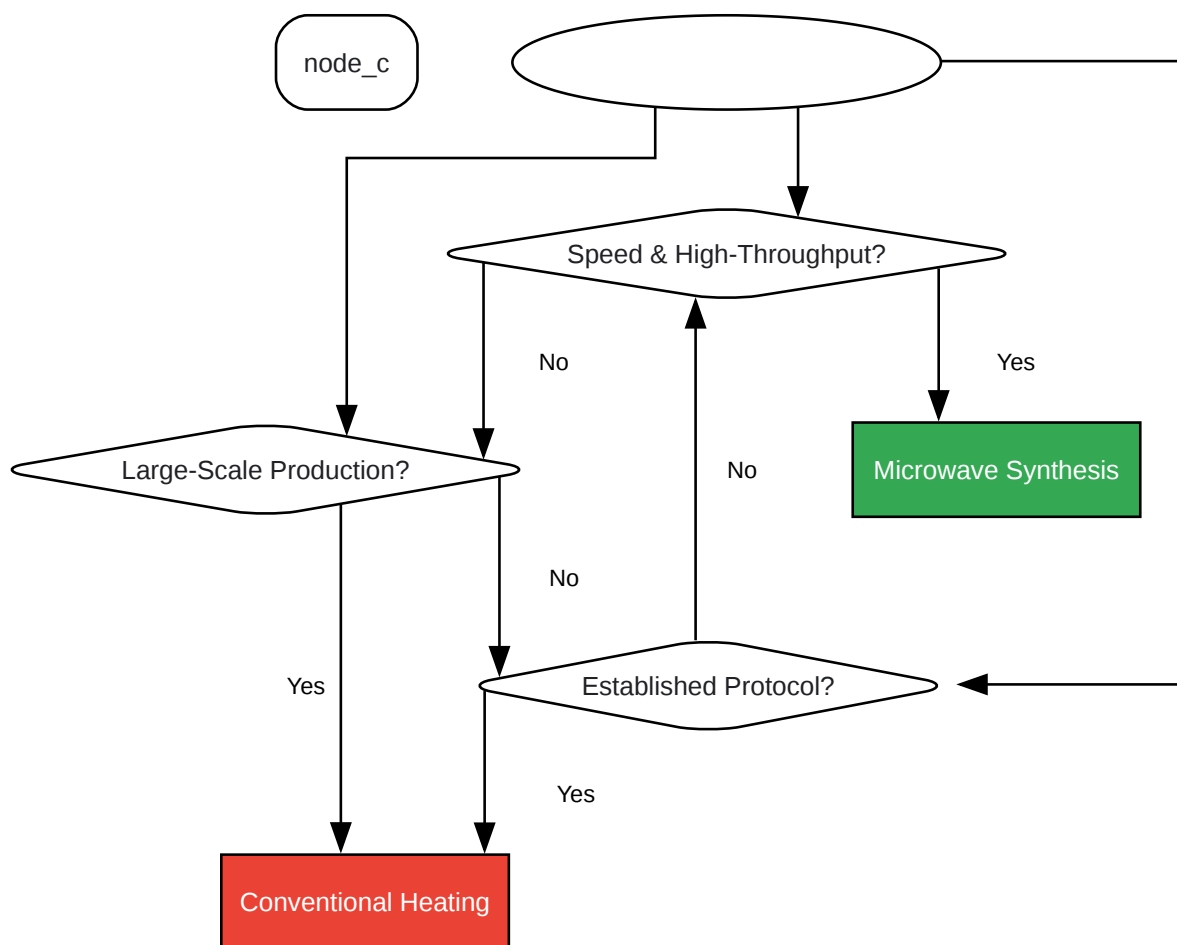 node_c
Speed & High-Throughput?
No
Yes
Large-Scale Production?
Microwave Synthesis
No
No
Yes
Established Protocol?
Yes
Conventional Heating